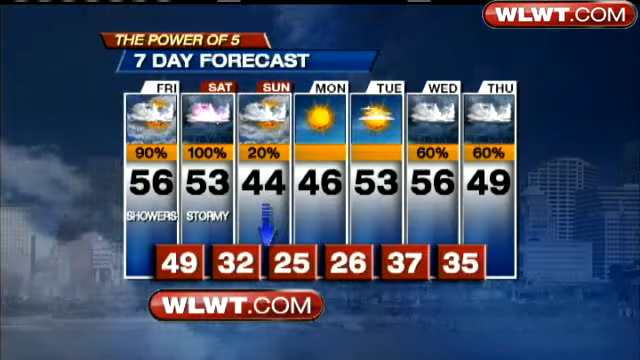 WLWT.COM
THE POWER OF 5
7 DAY FORECAST
FRI SAT SUN MON TUE WED THU
90% 100% 20% 60% 60%
56 53 44 46 53 56 49
SHOWERS STORMY
49 32 25 26 37 35
WLWT.COM